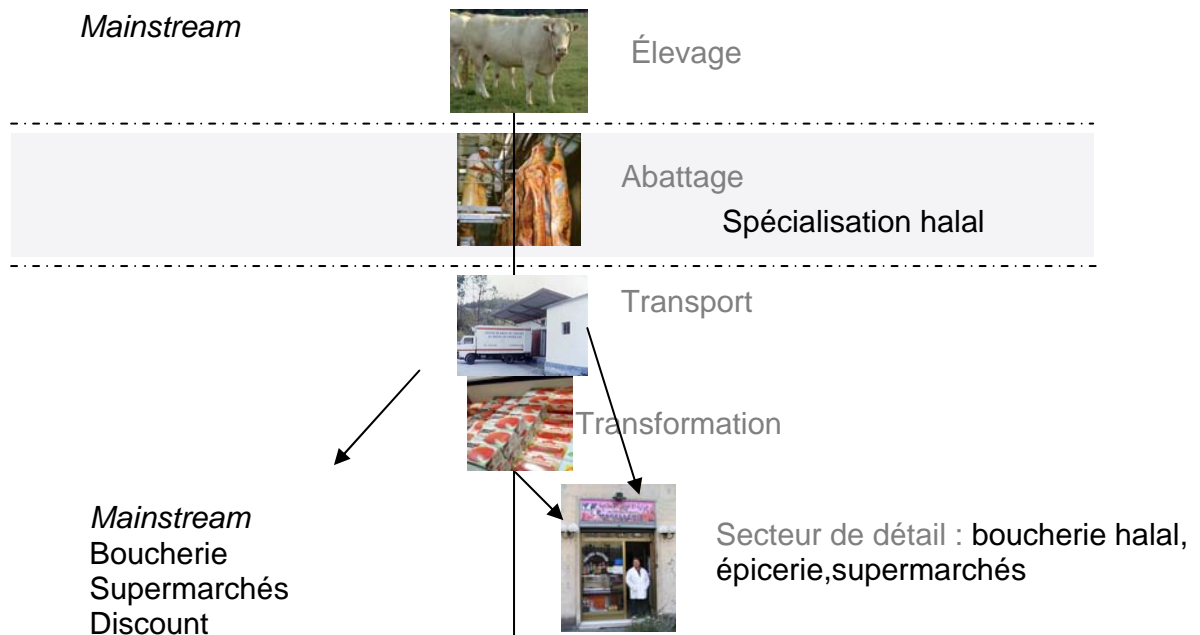 Mainstream
Élevage
Abattage
Spécialisation halal
Transport
Transformation
Mainstream
Boucherie
Supermarchés
Discount
Secteur de détail : boucherie halal,
épicerie,supermarchés